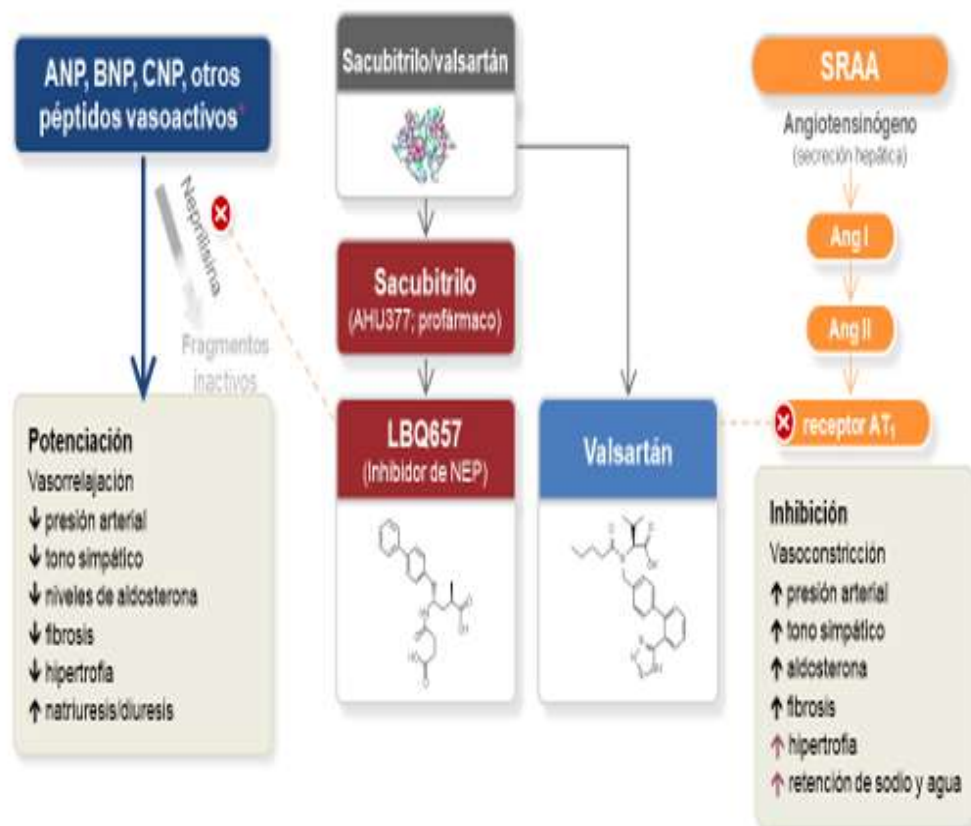 ANP, BNP, CNP, otros
péptidos vasoactivos*
Neprilisina
Fragmentos
inactivos
Potenciación
Vasorrelajación
↓ presión arterial
↓ tono simpático
↓ niveles de aldosterona
↓ fibrosis
↓ hipertrofia
↑ natriuresis/diuresis
Sacubitrilo/valsartán
Sacubitrilo
(AHU377; profármaco)
LBQ657
(Inhibidor de NEP)
Valsartán
SRAA
Angiotensinógeno
(secreción hepática)
Ang I
Ang II
receptor AT₁
Inhibición
Vasoconstricción
↑ presión arterial
↑ tono simpático
↑ aldosterona
↑ fibrosis
↑ hipertrofia
↑ retención de sodio y agua